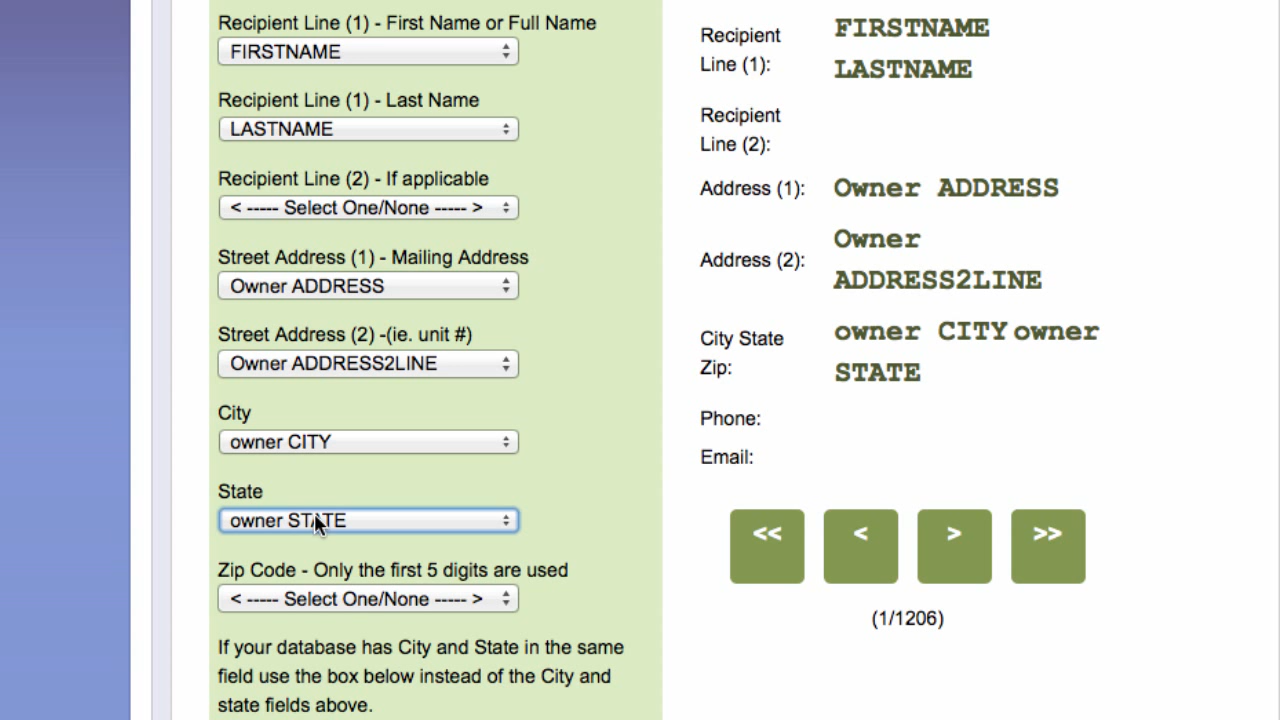 Recipient Line (1) - First Name or Full Name
FIRSTNAME
Recipient Line (1) - Last Name
LASTNAME
Recipient Line (2) - If applicable
< ----- Select One/None ----- >
Street Address (1) - Mailing Address
Owner ADDRESS
Street Address (2) -(ie. unit #)
Owner ADDRESS2LINE
City
owner CITY
State
owner STATE
Zip Code - Only the first 5 digits are used
< ----- Select One/None ----- >
If your database has City and State in the same
field use the box below instead of the City and
state fields above.
Recipient
Line (1):
FIRSTNAME
LASTNAME
Recipient
Line (2):
Address (1):
Owner ADDRESS
Address (2):
Owner
ADDRESS2LINE
City State
Zip:
owner CITY owner
STATE
Phone:
Email:
<< < > >>
(1/1206)